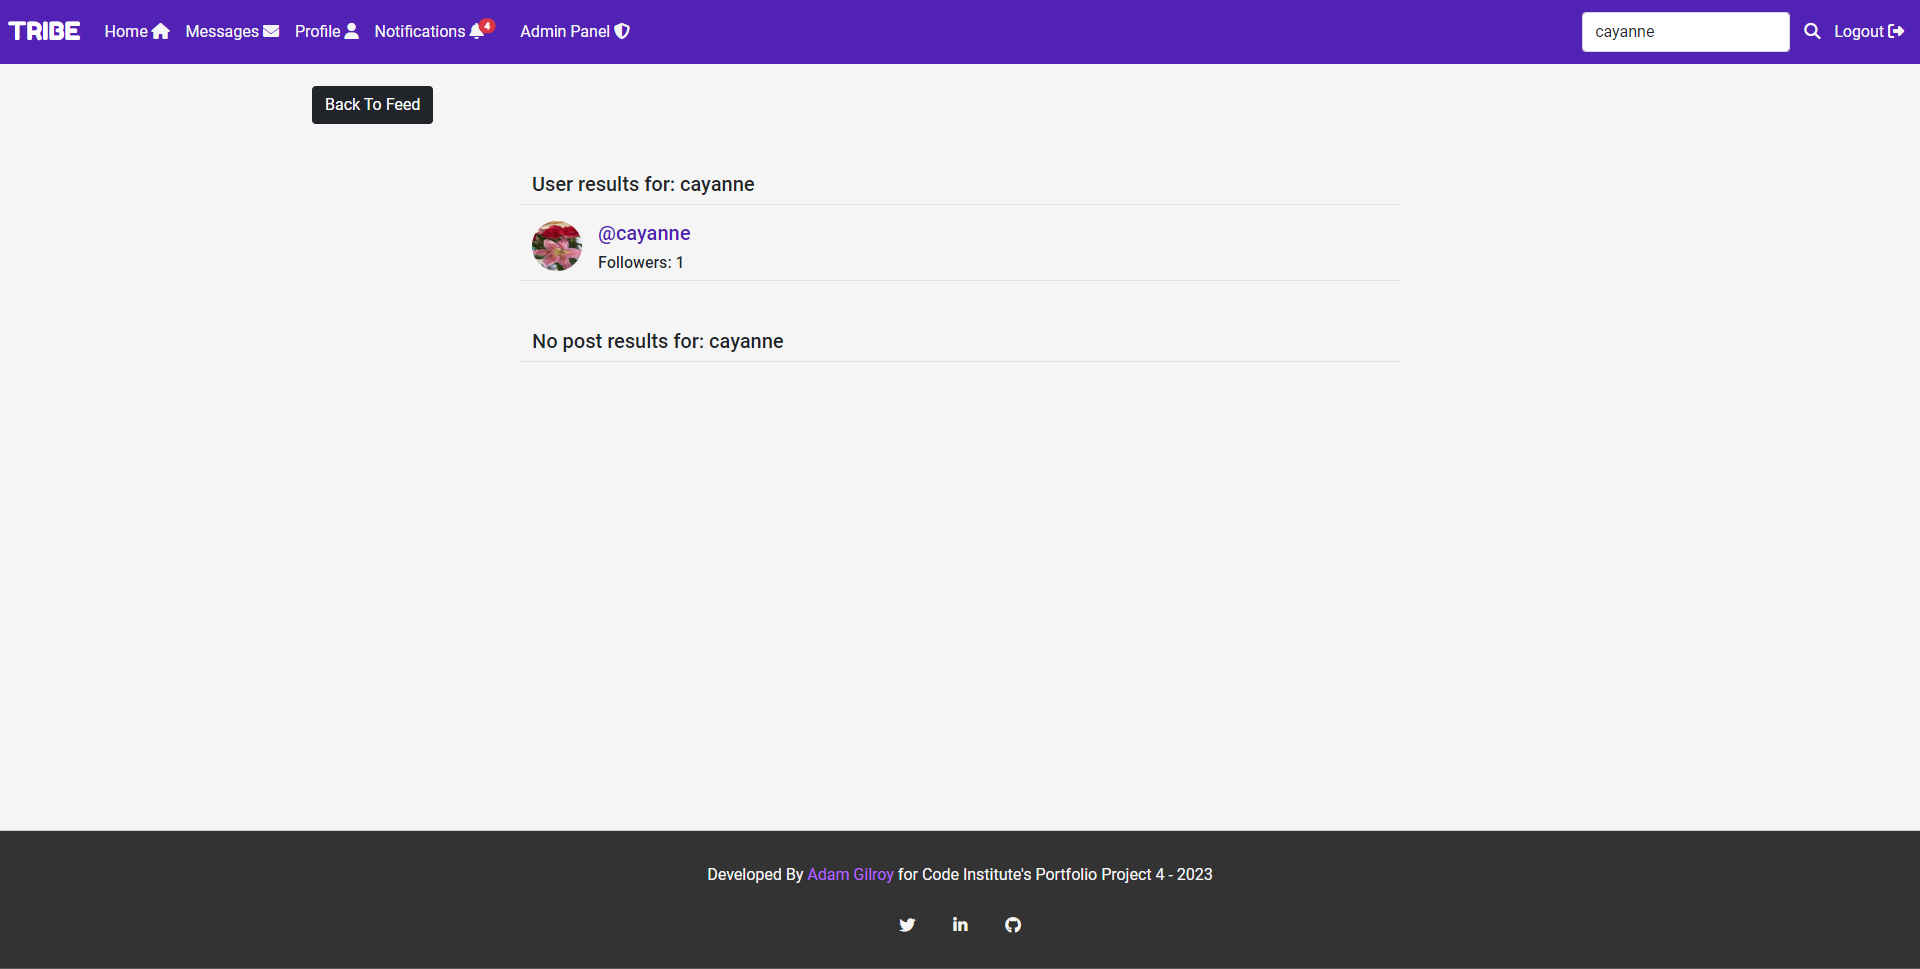 TRIBE Home Messages Profile Notifications 4 Admin Panel cayanne Logout
Back To Feed
User results for: cayanne
@cayanne
Followers: 1
No post results for: cayanne
Developed By Adam Gilroy for Code Institute's Portfolio Project 4 - 2023